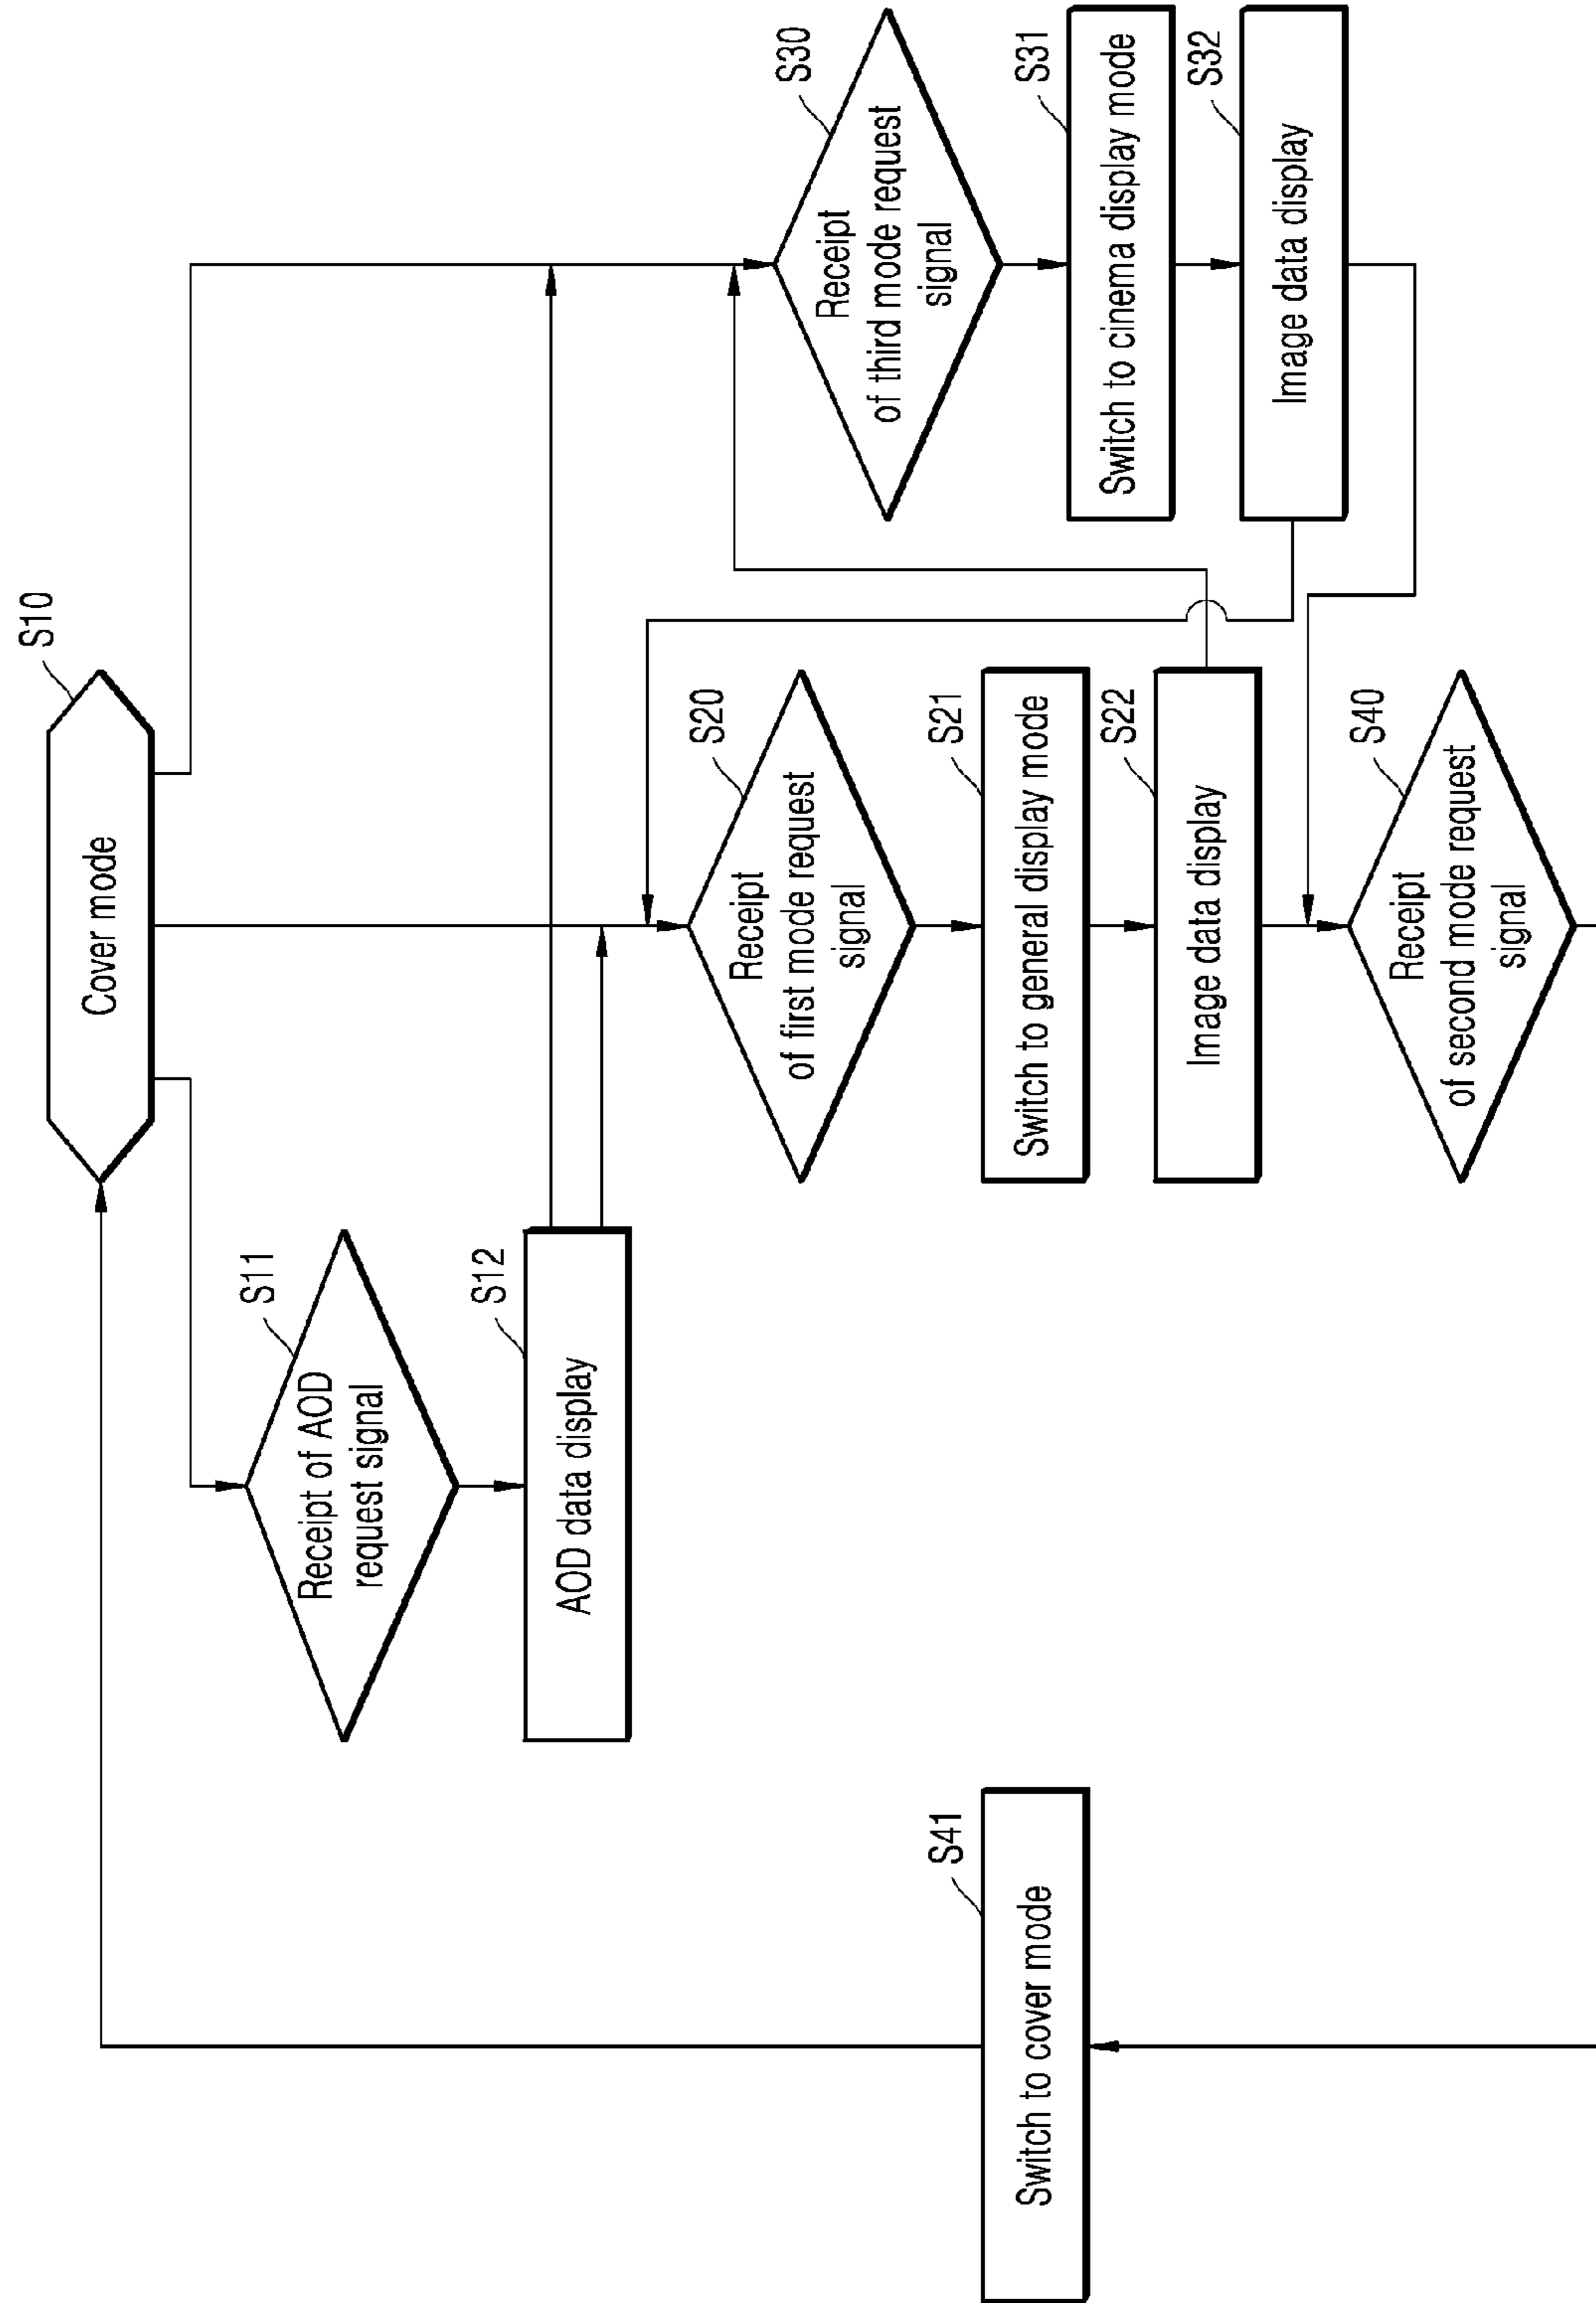 S10
Cover mode
S11
Receipt of AOD
request signal
S12
AOD data display
S20
Receipt
of first mode request
signal
S21
Switch to general display mode
S22
Image data display
S30
Receipt
of third mode request
signal
S31
Switch to cinema display mode
S32
Image data display
S40
Receipt
of second mode request
signal
S41
Switch to cover mode